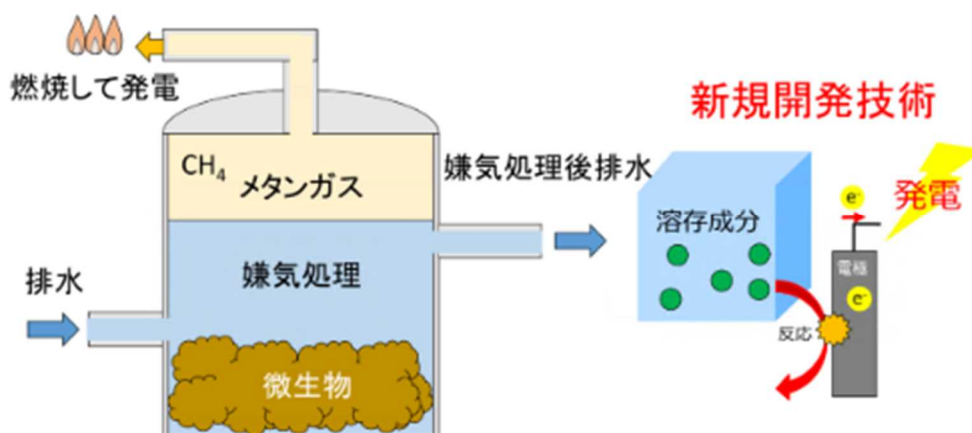 燃焼して発電
CH₄
メタンガス
嫌気処理
排水
微生物
嫌気処理後排水
新規開発技術
溶存成分
e⁻
発電
電極
e⁻
反応